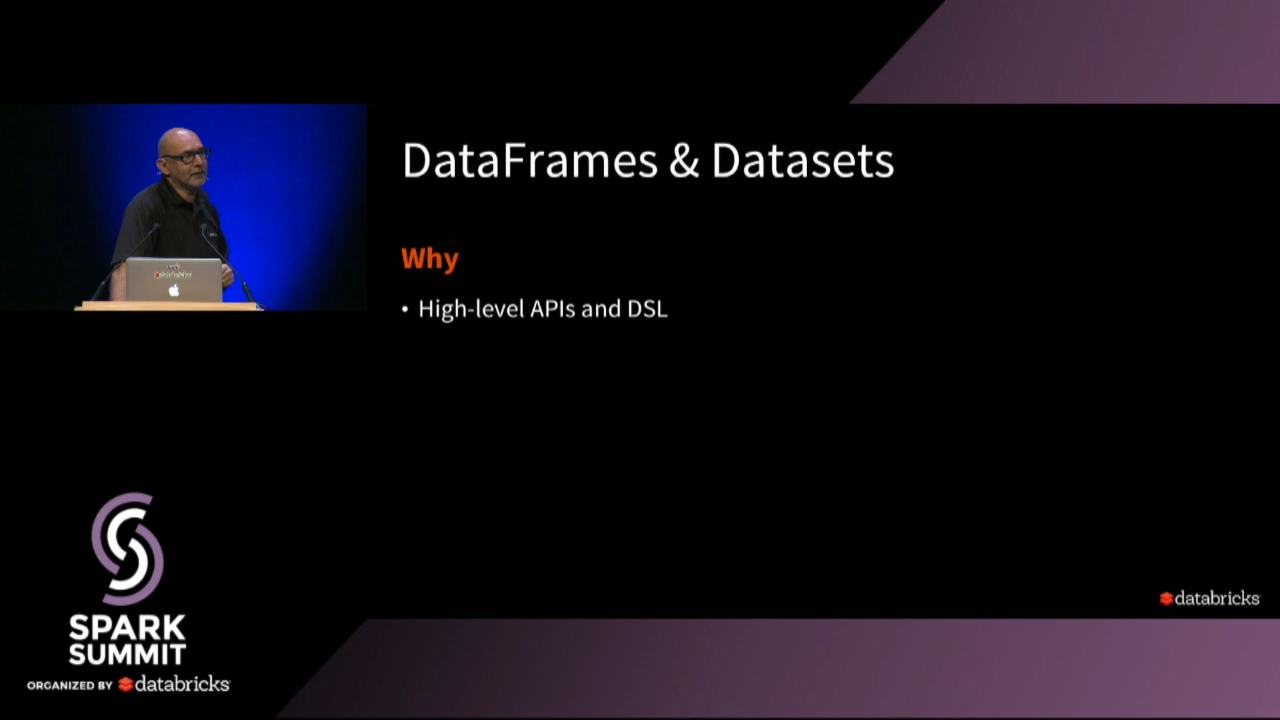 DataFrames & Datasets
Why
• High-level APIs and DSL
databricks
SPARK
SUMMIT
ORGANIZED BY databricks